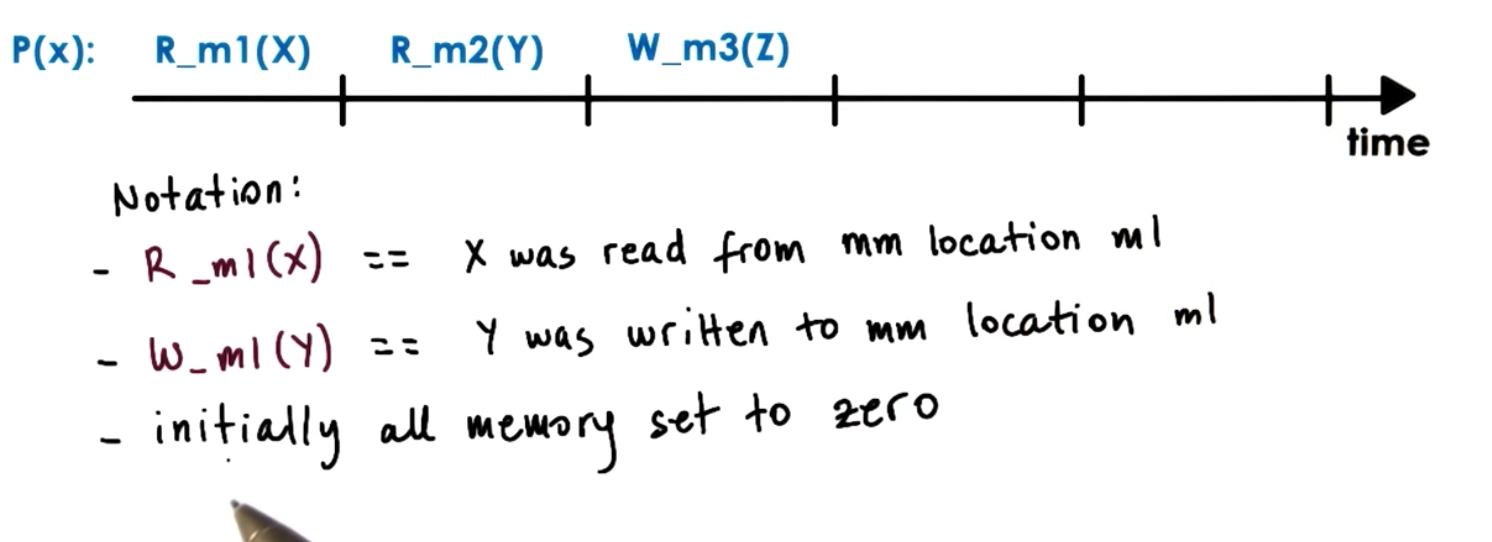 P(x): R_m1(X) R_m2(Y) W_m3(Z)
time
Notation:
- R_m1(X) == X was read from mm location m1
- W_m1(Y) == Y was written to mm location m1
- initially all memory set to zero